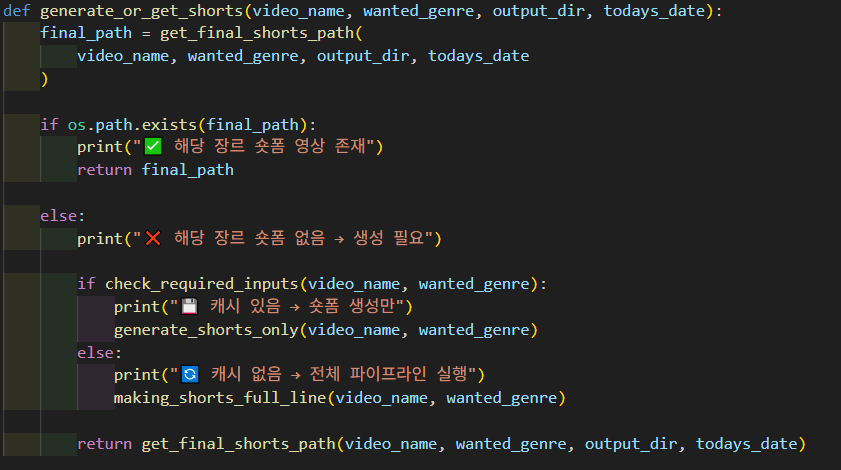 def generate_or_get_shorts(video_name, wanted_genre, output_dir, todays_date):
    final_path = get_final_shorts_path(
        video_name, wanted_genre, output_dir, todays_date
    )

    if os.path.exists(final_path):
        print("✅ 해당 장르 숏폼 영상 존재")
        return final_path

    else:
        print("❌ 해당 장르 숏폼 없음 → 생성 필요")

        if check_required_inputs(video_name, wanted_genre):
            print("💾 캐시 있음 → 숏폼 생성만")
            generate_shorts_only(video_name, wanted_genre)
        else:
            print("🔄 캐시 없음 → 전체 파이프라인 실행")
            making_shorts_full_line(video_name, wanted_genre)

        return get_final_shorts_path(video_name, wanted_genre, output_dir, todays_date)